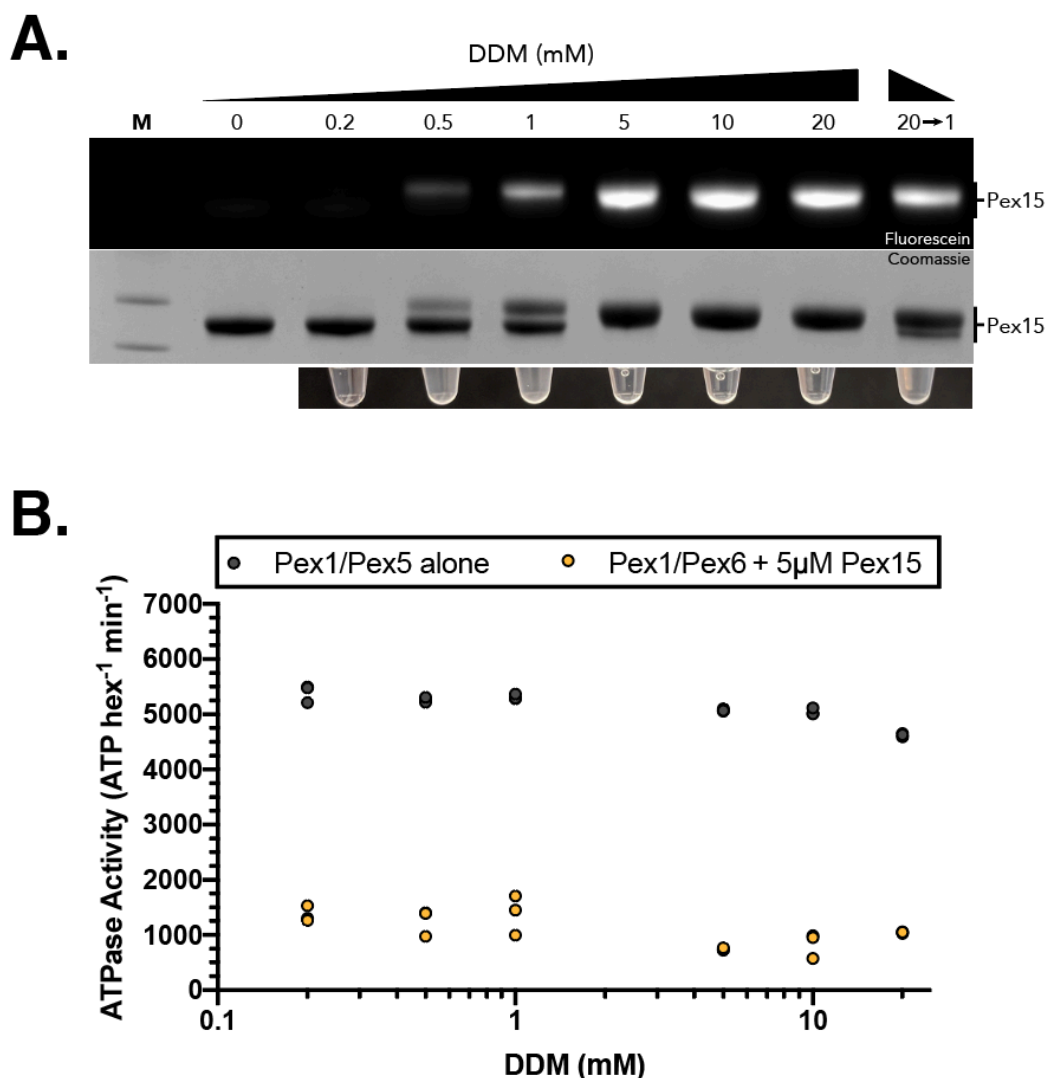 A.
DDM (mM)
M 0 0.2 0.5 1 5 10 20 20→1
Pex15
Fluorescein
Coomassie
Pex15
B.
Pex1/Pex5 alone Pex1/Pex6 + 5µM Pex15
7000
6000
5000
4000
3000
2000
1000
0
ATPase Activity (ATP hex⁻¹ min⁻¹)
0.1 1 10
DDM (mM)